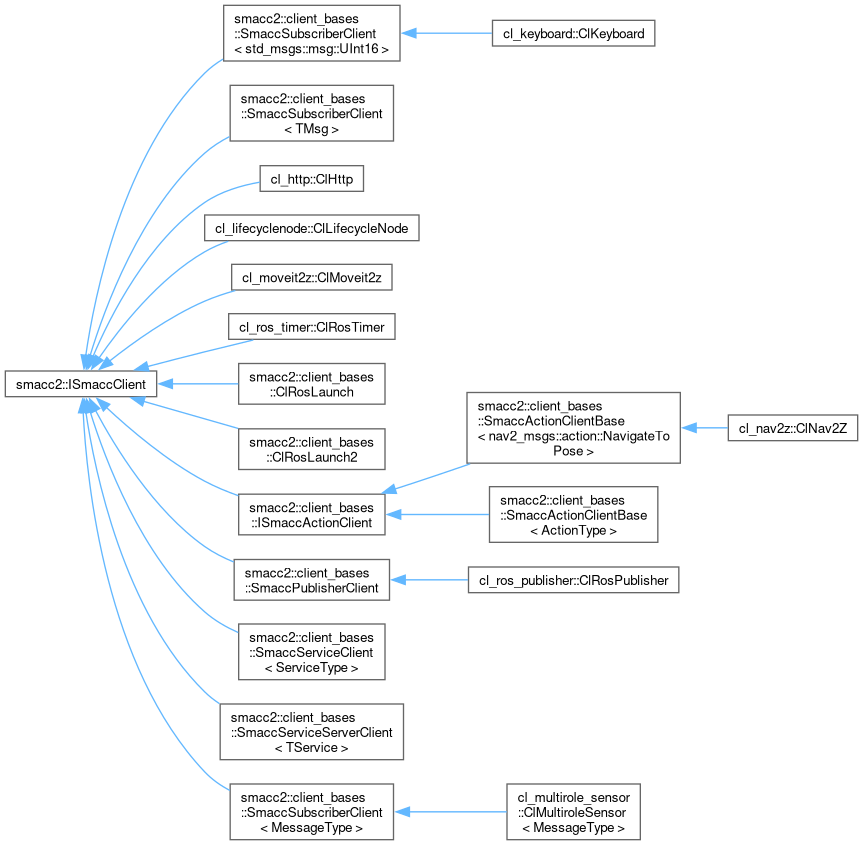 smacc2::client_bases
::SmaccSubscriberClient
< std_msgs::msg::UInt16 >
cl_keyboard::ClKeyboard
smacc2::client_bases
::SmaccSubscriberClient
< TMsg >
cl_http::ClHttp
cl_lifecyclenode::ClLifecycleNode
cl_moveit2z::ClMoveit2z
cl_ros_timer::ClRosTimer
smacc2::ISmaccClient
smacc2::client_bases
::ClRosLaunch
smacc2::client_bases
::ClRosLaunch2
smacc2::client_bases
::SmaccActionClientBase
< nav2_msgs::action::NavigateTo
Pose >
cl_nav2z::ClNav2Z
smacc2::client_bases
::ISmaccActionClient
smacc2::client_bases
::SmaccActionClientBase
< ActionType >
smacc2::client_bases
::SmaccPublisherClient
cl_ros_publisher::ClRosPublisher
smacc2::client_bases
::SmaccServiceClient
< ServiceType >
smacc2::client_bases
::SmaccServiceServerClient
< TService >
smacc2::client_bases
::SmaccSubscriberClient
< MessageType >
cl_multirole_sensor
::ClMultiroleSensor
< MessageType >